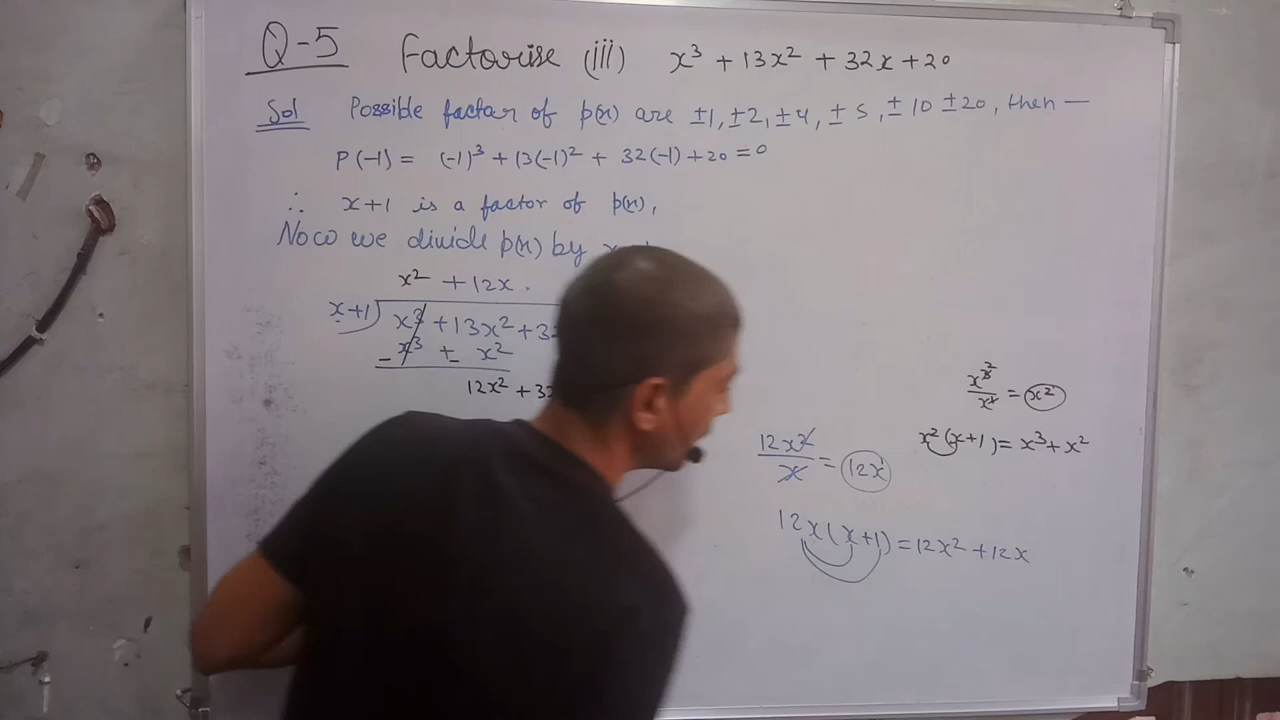 Q-5 Factorise (iii) x³ + 13x² + 32x + 20
Sol Possible factor of p(x) are ±1, ±2, ±4, ±5, ±10 ±20, then —
P(-1) = (-1)³ + 13(-1)² + 32(-1) + 20 = 0
∴ x+1 is a factor of p(x),
Now we divide p(x) by
x² + 12x
x+1) x³ + 13x² + 3
- x³ +- x²
12x² + 3
x³/x = x²
x²(x+1) = x³ + x²
12x²/x = 12x
12x(x+1) = 12x² + 12x